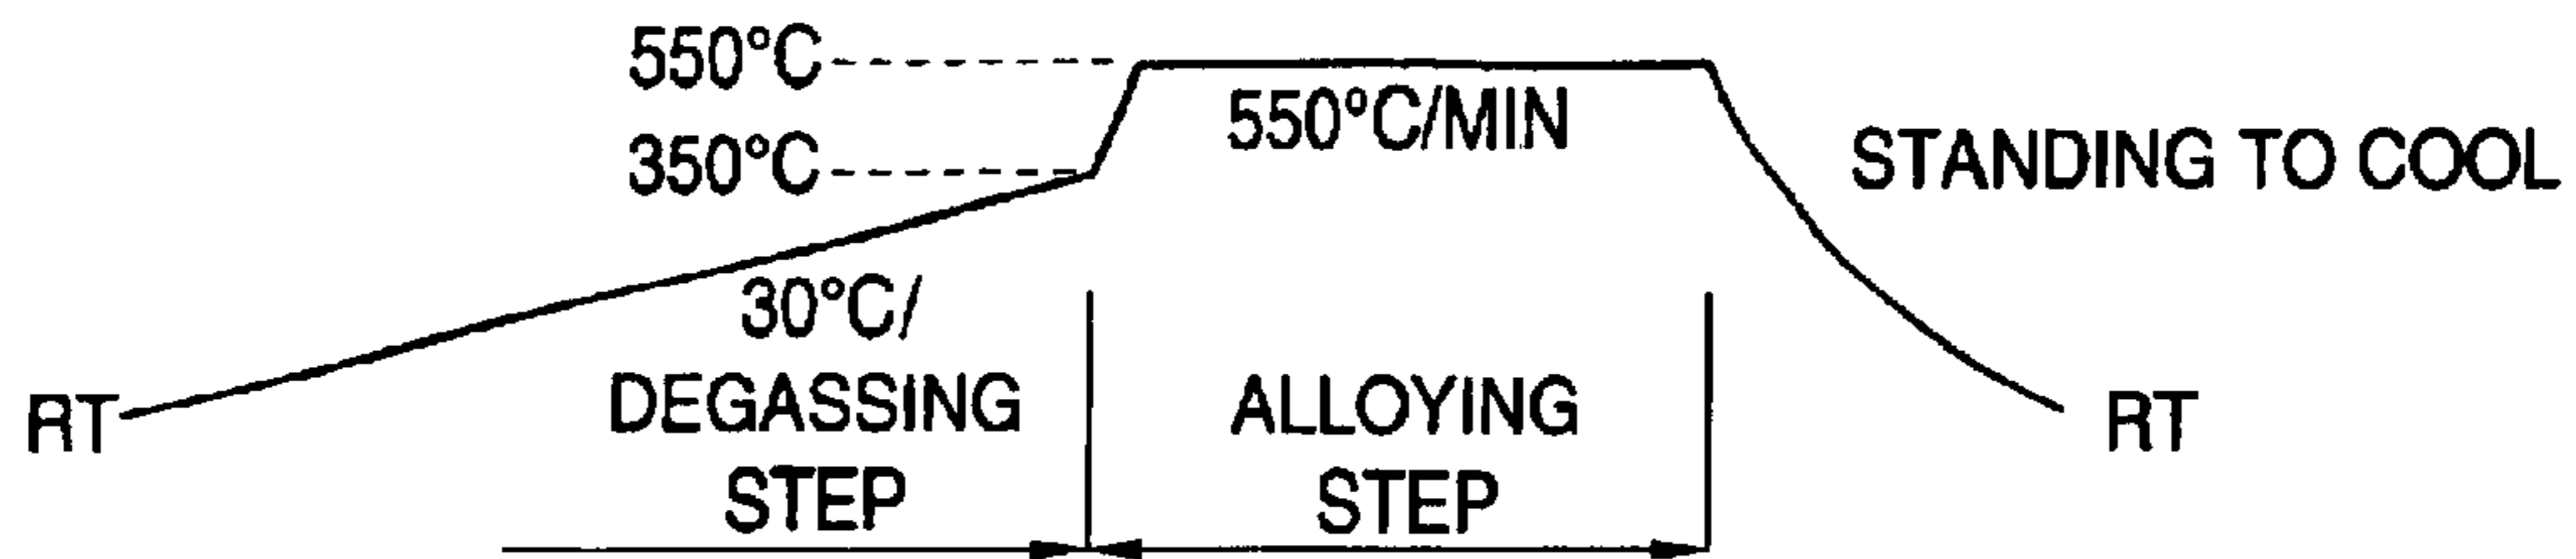 550°C
350°C
550°C/MIN
STANDING TO COOL
30°C/
DEGASSING
STEP
ALLOYING
STEP
RT
RT